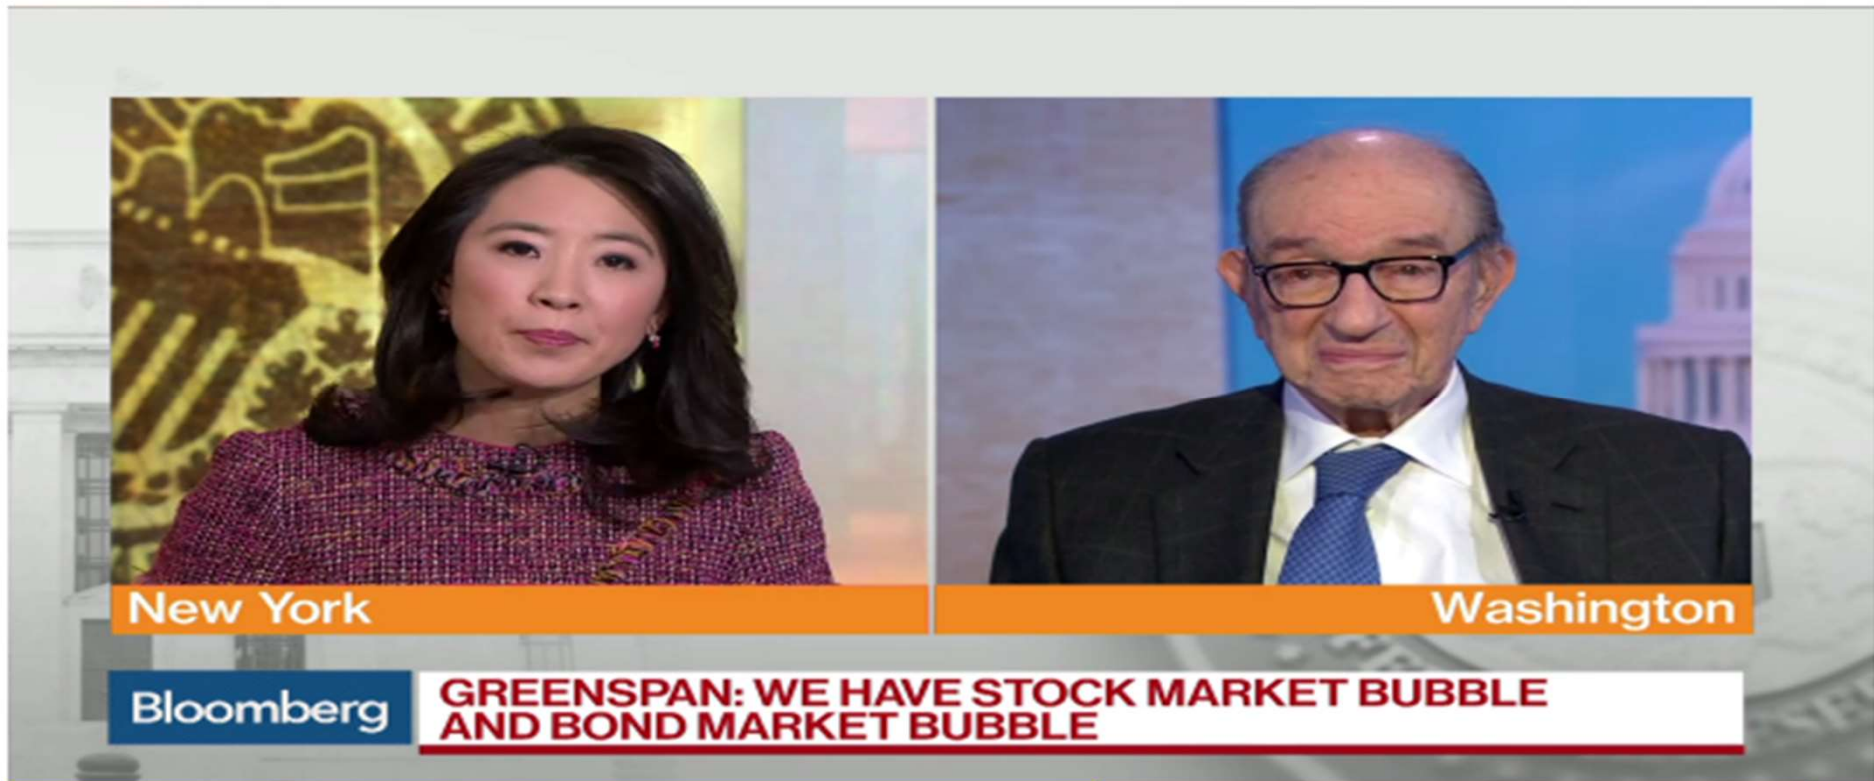 New York
Washington
Bloomberg
GREENSPAN: WE HAVE STOCK MARKET BUBBLE
AND BOND MARKET BUBBLE